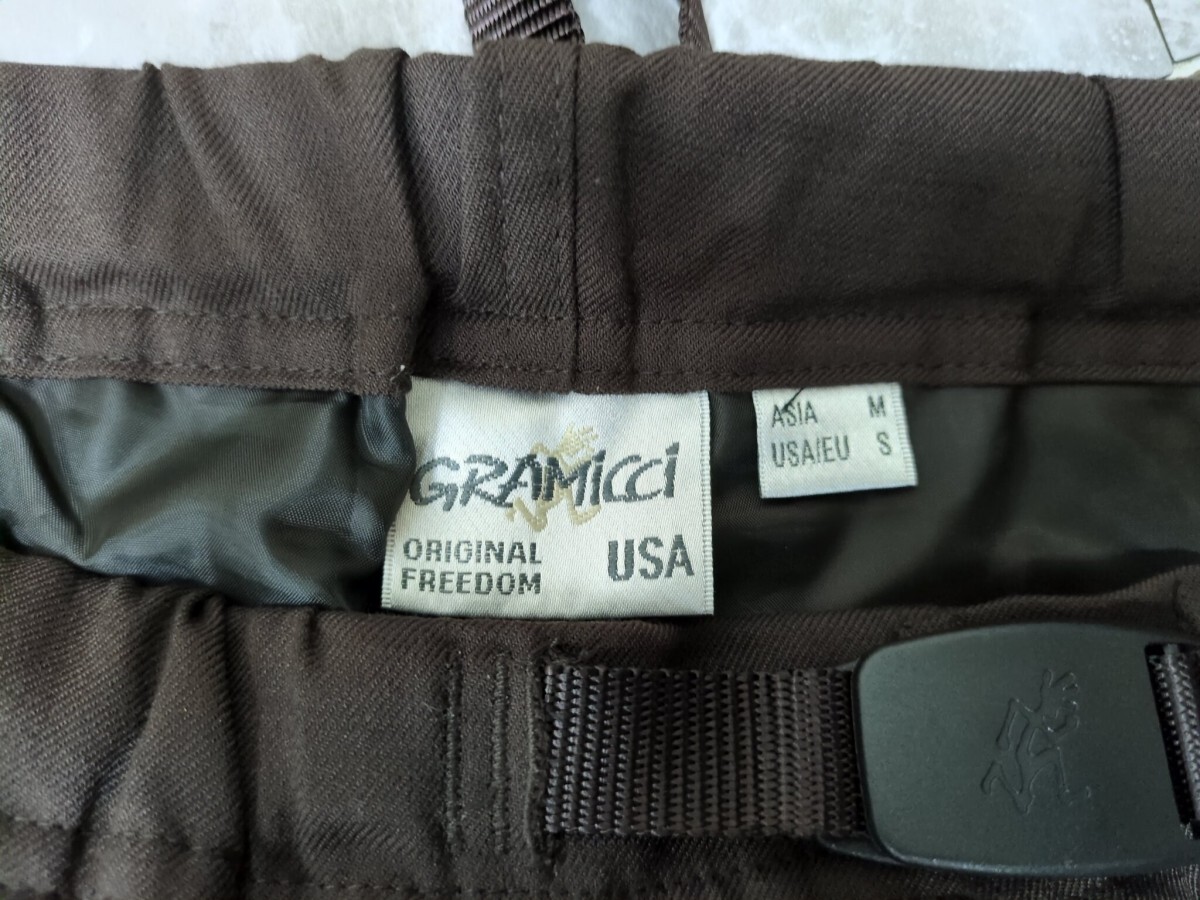 GRAMiCCi
ORIGINAL
FREEDOM
USA
ASIA M
USA/EU S